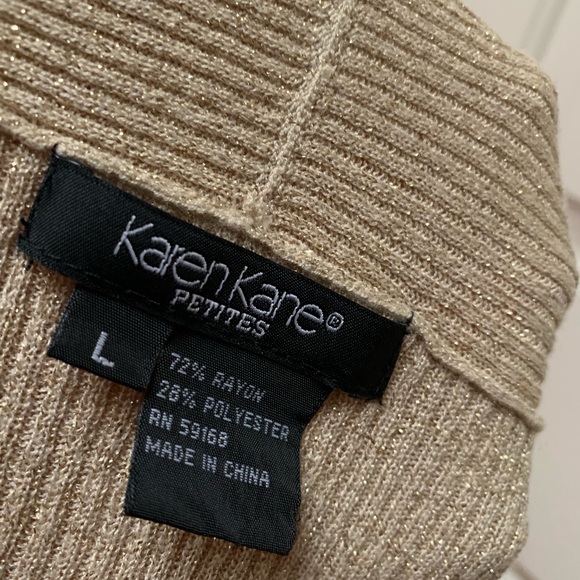 Karen Kane®
PETITES
L
72% RAYON
28% POLYESTER
RN 59168
MADE IN CHINA